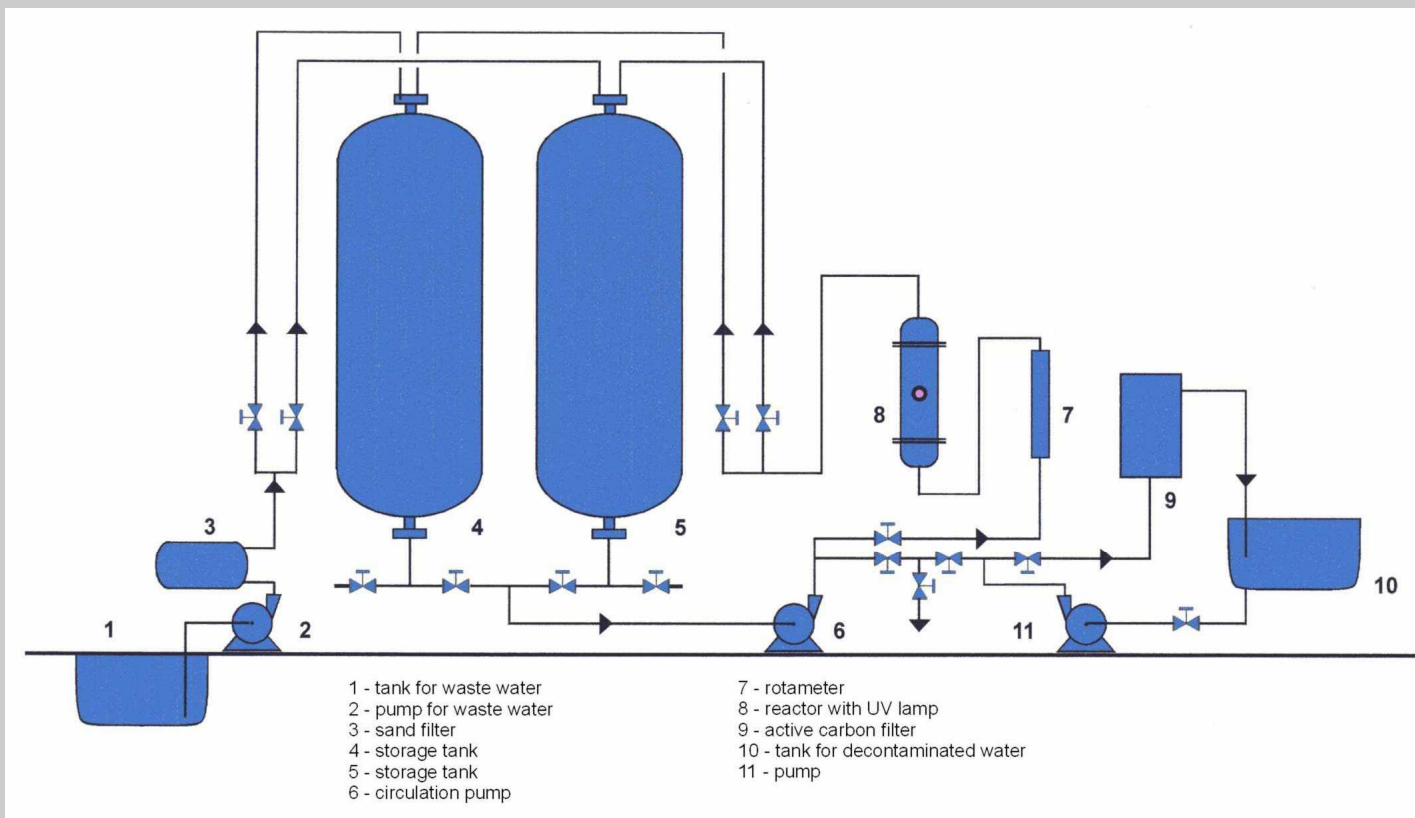 8
7
9
3
4
5
10
1
2
6
11
1 - tank for waste water
2 - pump for waste water
3 - sand filter
4 - storage tank
5 - storage tank
6 - circulation pump
7 - rotameter
8 - reactor with UV lamp
9 - active carbon filter
10 - tank for decontaminated water
11 - pump